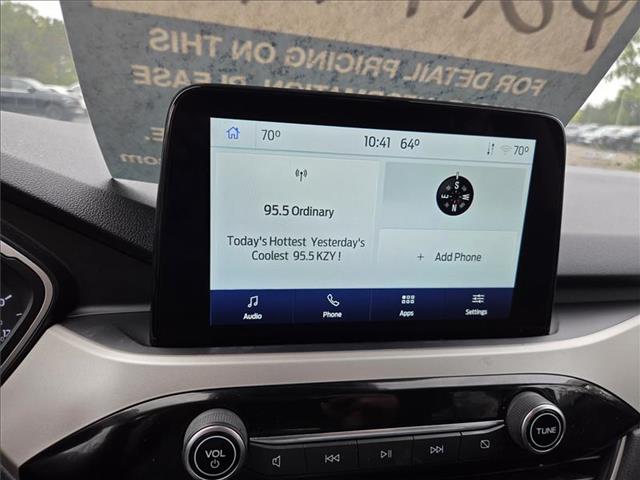 FOR DETAIL PRICING ON THIS
PLEASE
70° 10:41 64° 70°
95.5 Ordinary
Today's Hottest Yesterday's
Coolest 95.5 KZY !
S
E W
N
+ Add Phone
Audio Phone Apps Settings
VOL
TUNE